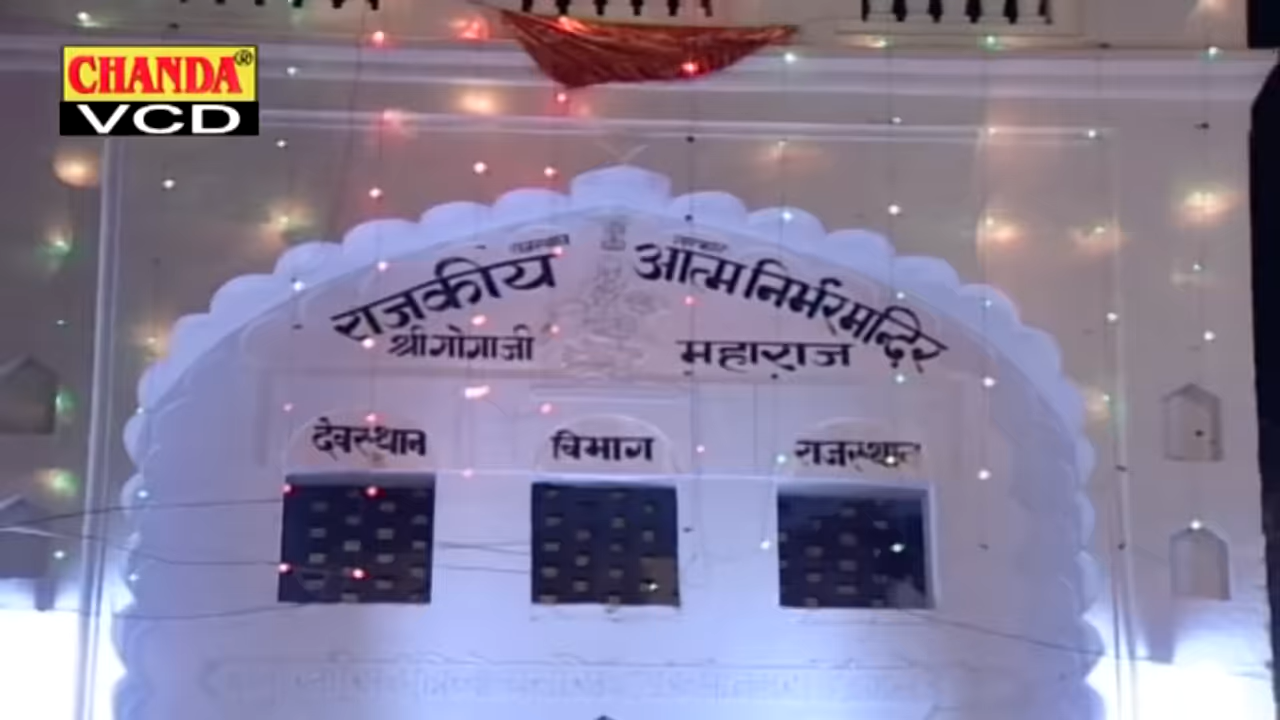 CHANDA®
VCD
राजकीय आत्म निर्भर मन्दिर
श्री गोगाजी महाराज
देवस्थान विभाग राजस्थान